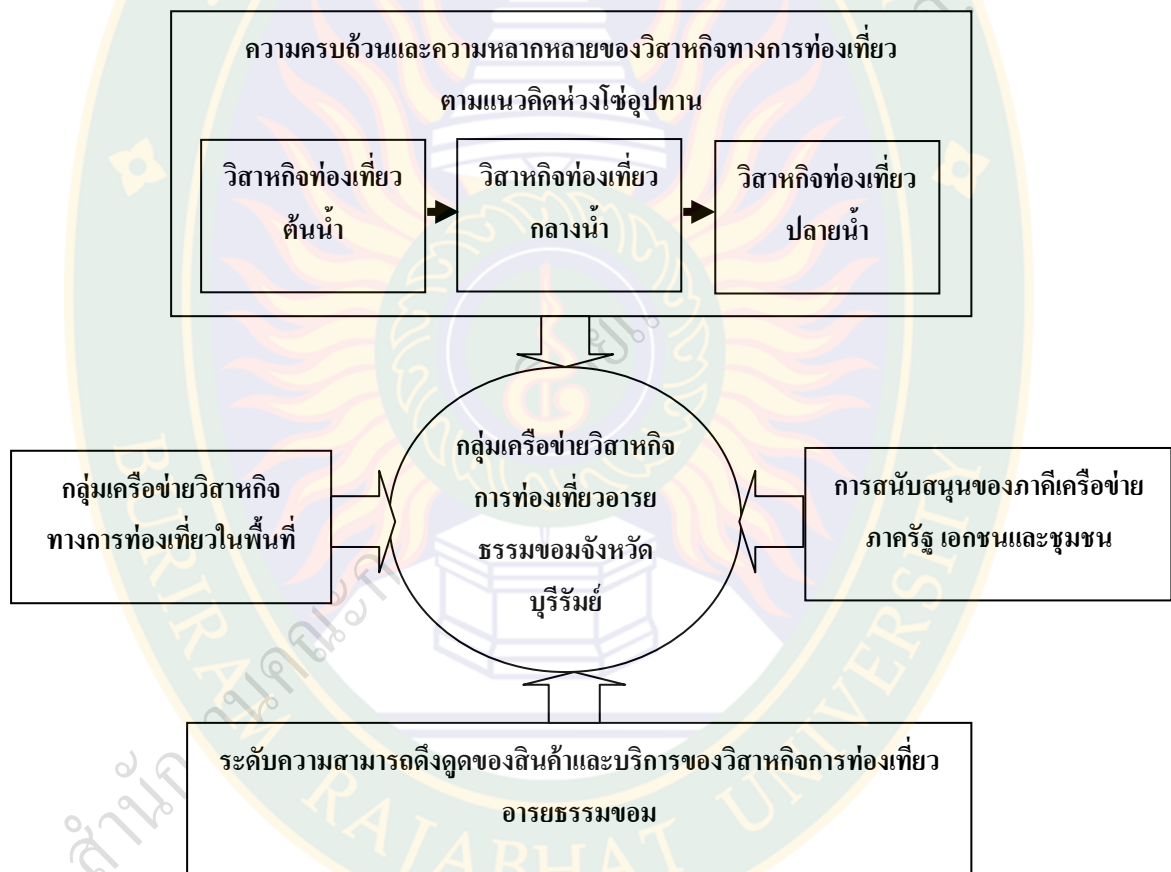 ความครบถ้วนและความหลากหลายของวิสาหกิจทางการท่องเที่ยว
ตามแนวคิดห่วงโซ่อุปทาน
วิสาหกิจท่องเที่ยว
ต้นน้ำ
วิสาหกิจท่องเที่ยว
กลางน้ำ
วิสาหกิจท่องเที่ยว
ปลายน้ำ
กลุ่มเครือข่ายวิสาหกิจ
ทางการท่องเที่ยวในพื้นที่
กลุ่มเครือข่ายวิสาหกิจ
การท่องเที่ยวอารย
ธรรมขอมจังหวัด
บุรีรัมย์
การสนับสนุนของภาคีเครือข่าย
ภาครัฐ เอกชนและชุมชน
ระดับความสามารถดึงดูดของสินค้าและบริการของวิสาหกิจการท่องเที่ยว
อารยธรรมขอม
BURIRAM RAJABHAT UNIVERSITY